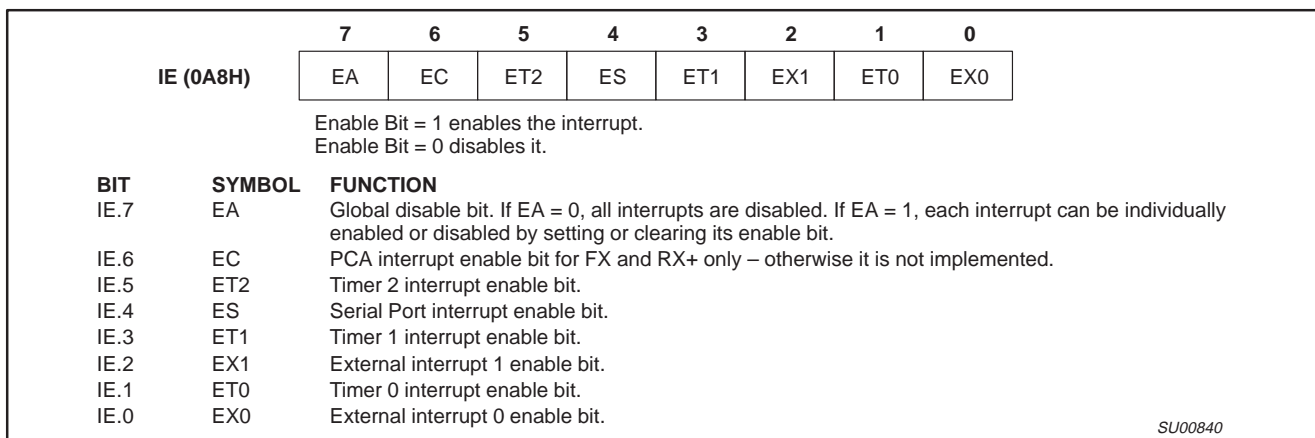 7 6 5 4 3 2 1 0
IE (0A8H) EA EC ET2 ES ET1 EX1 ET0 EX0
Enable Bit = 1 enables the interrupt.
Enable Bit = 0 disables it.
BIT SYMBOL FUNCTION
IE.7 EA Global disable bit. If EA = 0, all interrupts are disabled. If EA = 1, each interrupt can be individually
enabled or disabled by setting or clearing its enable bit.
IE.6 EC PCA interrupt enable bit for FX and RX+ only – otherwise it is not implemented.
IE.5 ET2 Timer 2 interrupt enable bit.
IE.4 ES Serial Port interrupt enable bit.
IE.3 ET1 Timer 1 interrupt enable bit.
IE.2 EX1 External interrupt 1 enable bit.
IE.1 ET0 Timer 0 interrupt enable bit.
IE.0 EX0 External interrupt 0 enable bit.
SU00840